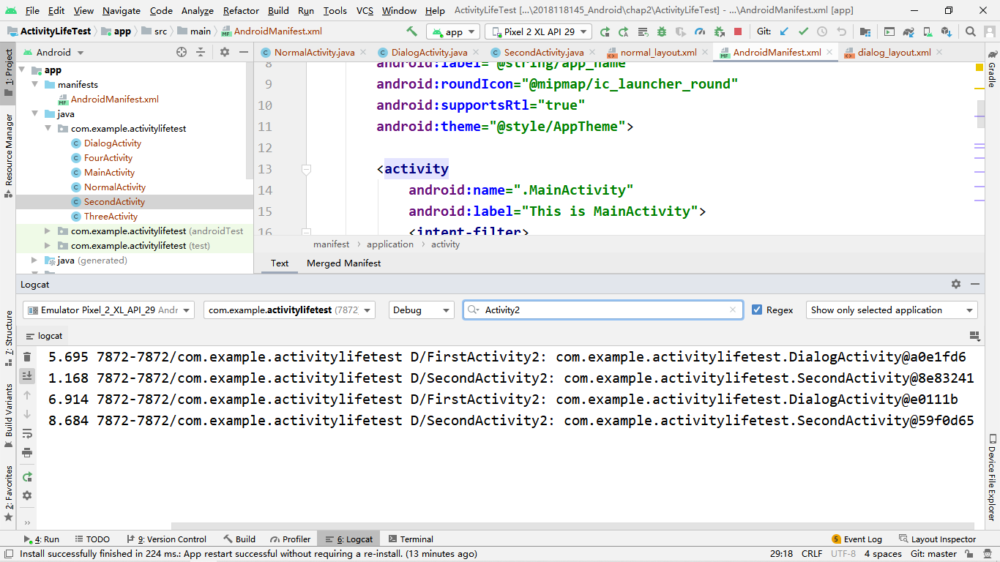 File Edit View Navigate Code Analyze Refactor Build Run Tools VCS Window Help ActivityLifeTest [...\2018118145_Android\chap2\ActivityLifeTest] - ...\AndroidManifest.xml [app]
ActivityLifeTest app src main AndroidManifest.xml app Pixel 2 XL API 29 Git:
Android
NormalActivity.java DialogActivity.java SecondActivity.java normal_layout.xml AndroidManifest.xml dialog_layout.xml
1: Project
Resource Manager
Z: Structure
Build Variants
2: Favorites
app
manifests
AndroidManifest.xml
java
com.example.activitylifetest
DialogActivity
FourActivity
MainActivity
NormalActivity
SecondActivity
ThreeActivity
com.example.activitylifetest (androidTest
com.example.activitylifetest (test)
java (generated)
8 android:label="@string/app_name"
9 android:roundIcon="@mipmap/ic_launcher_round"
10 android:supportsRtl="true"
11 android:theme="@style/AppTheme">
12
13 <activity
14 android:name=".MainActivity"
15 android:label="This is MainActivity">
16 <intent-filter>
manifest › application › activity
Text Merged Manifest
Gradle
Device File Explorer
Logcat
Emulator Pixel_2_XL_API_29 Andr com.example.activitylifetest (7872) Debug Activity2 Regex Show only selected application
logcat
5.695 7872-7872/com.example.activitylifetest D/FirstActivity2: com.example.activitylifetest.DialogActivity@a0e1fd6
1.168 7872-7872/com.example.activitylifetest D/SecondActivity2: com.example.activitylifetest.SecondActivity@8e83241
6.914 7872-7872/com.example.activitylifetest D/FirstActivity2: com.example.activitylifetest.DialogActivity@e0111b
8.684 7872-7872/com.example.activitylifetest D/SecondActivity2: com.example.activitylifetest.SecondActivity@59f0d65
4: Run TODO 9: Version Control Build Profiler 6: Logcat Terminal 5 Event Log Layout Inspector
Install successfully finished in 224 ms.: App restart successful without requiring a re-install. (13 minutes ago) 29:18 CRLF UTF-8 4 spaces Git: master